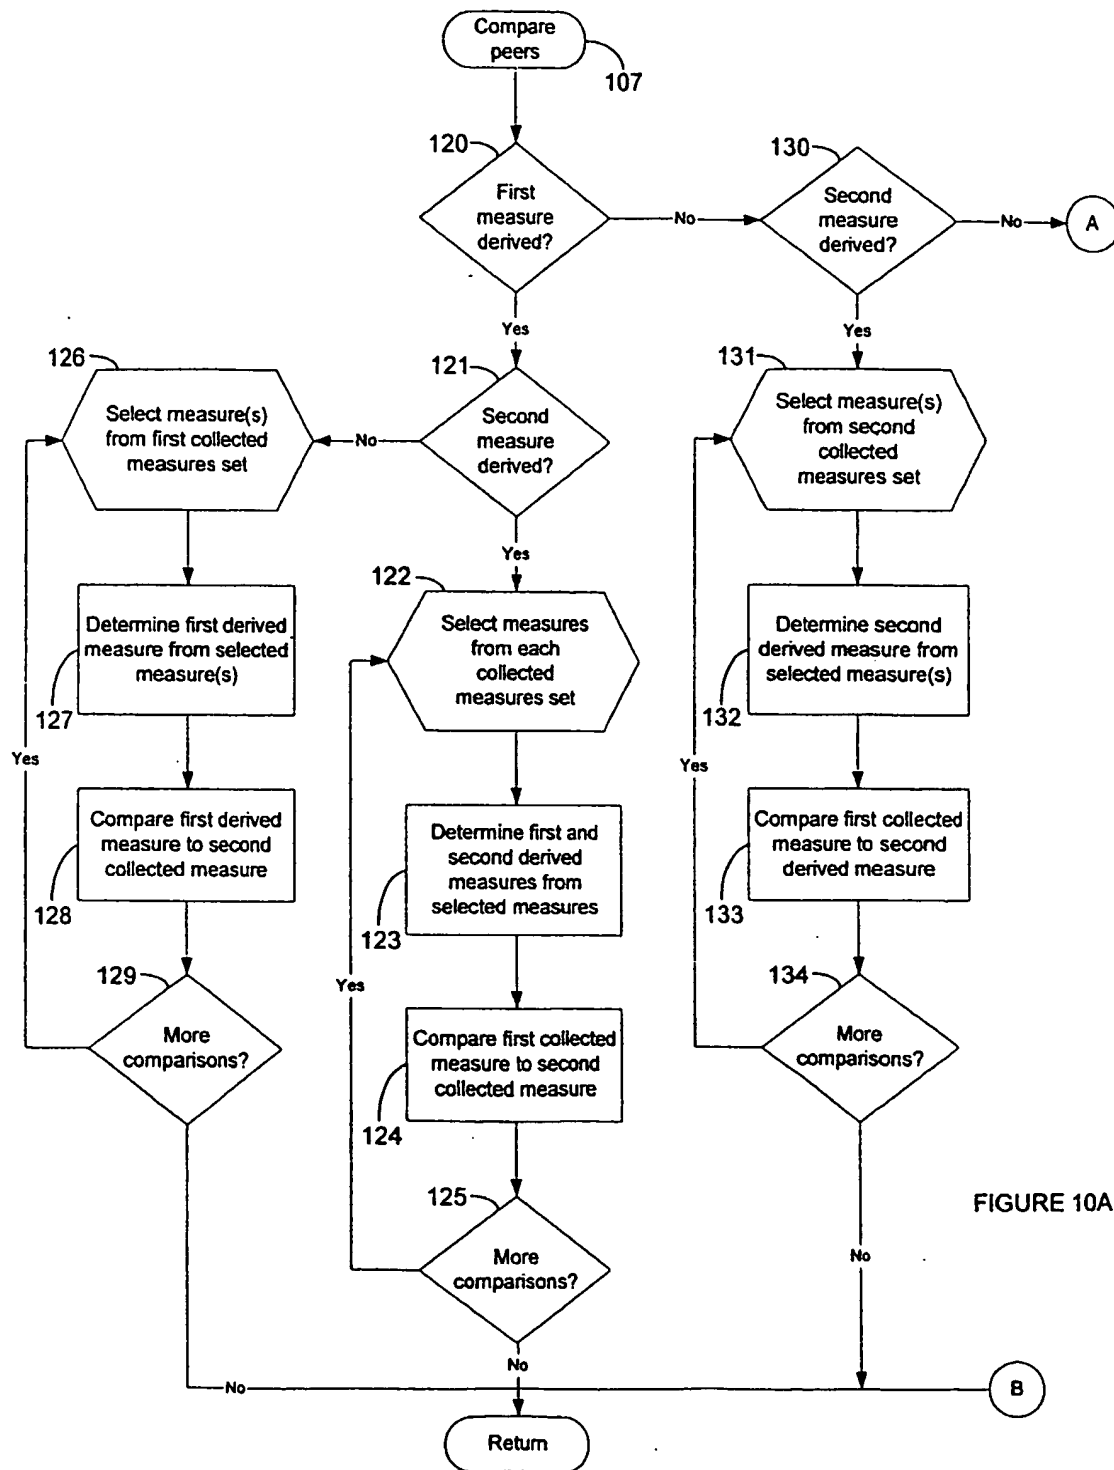 Compare
peers
107
120
First
measure
derived?
No
130
Second
measure
derived?
No
A
Yes
Yes
126
Select measure(s)
from first collected
measures set
No
121
Second
measure
derived?
131
Select measure(s)
from second
collected
measures set
Yes
122
Select measures
from each
collected
measures set
Determine first derived
measure from selected
measure(s)
127
Determine second
derived measure from
selected measure(s)
132
Yes
Yes
Compare first derived
measure to second
collected measure
128
Determine first and
second derived
measures from
selected measures
123
Compare first collected
measure to second
derived measure
133
129
More
comparisons?
Yes
Compare first collected
measure to second
collected measure
124
134
More
comparisons?
125
More
comparisons?
FIGURE 10A
No
No
No
B
Return